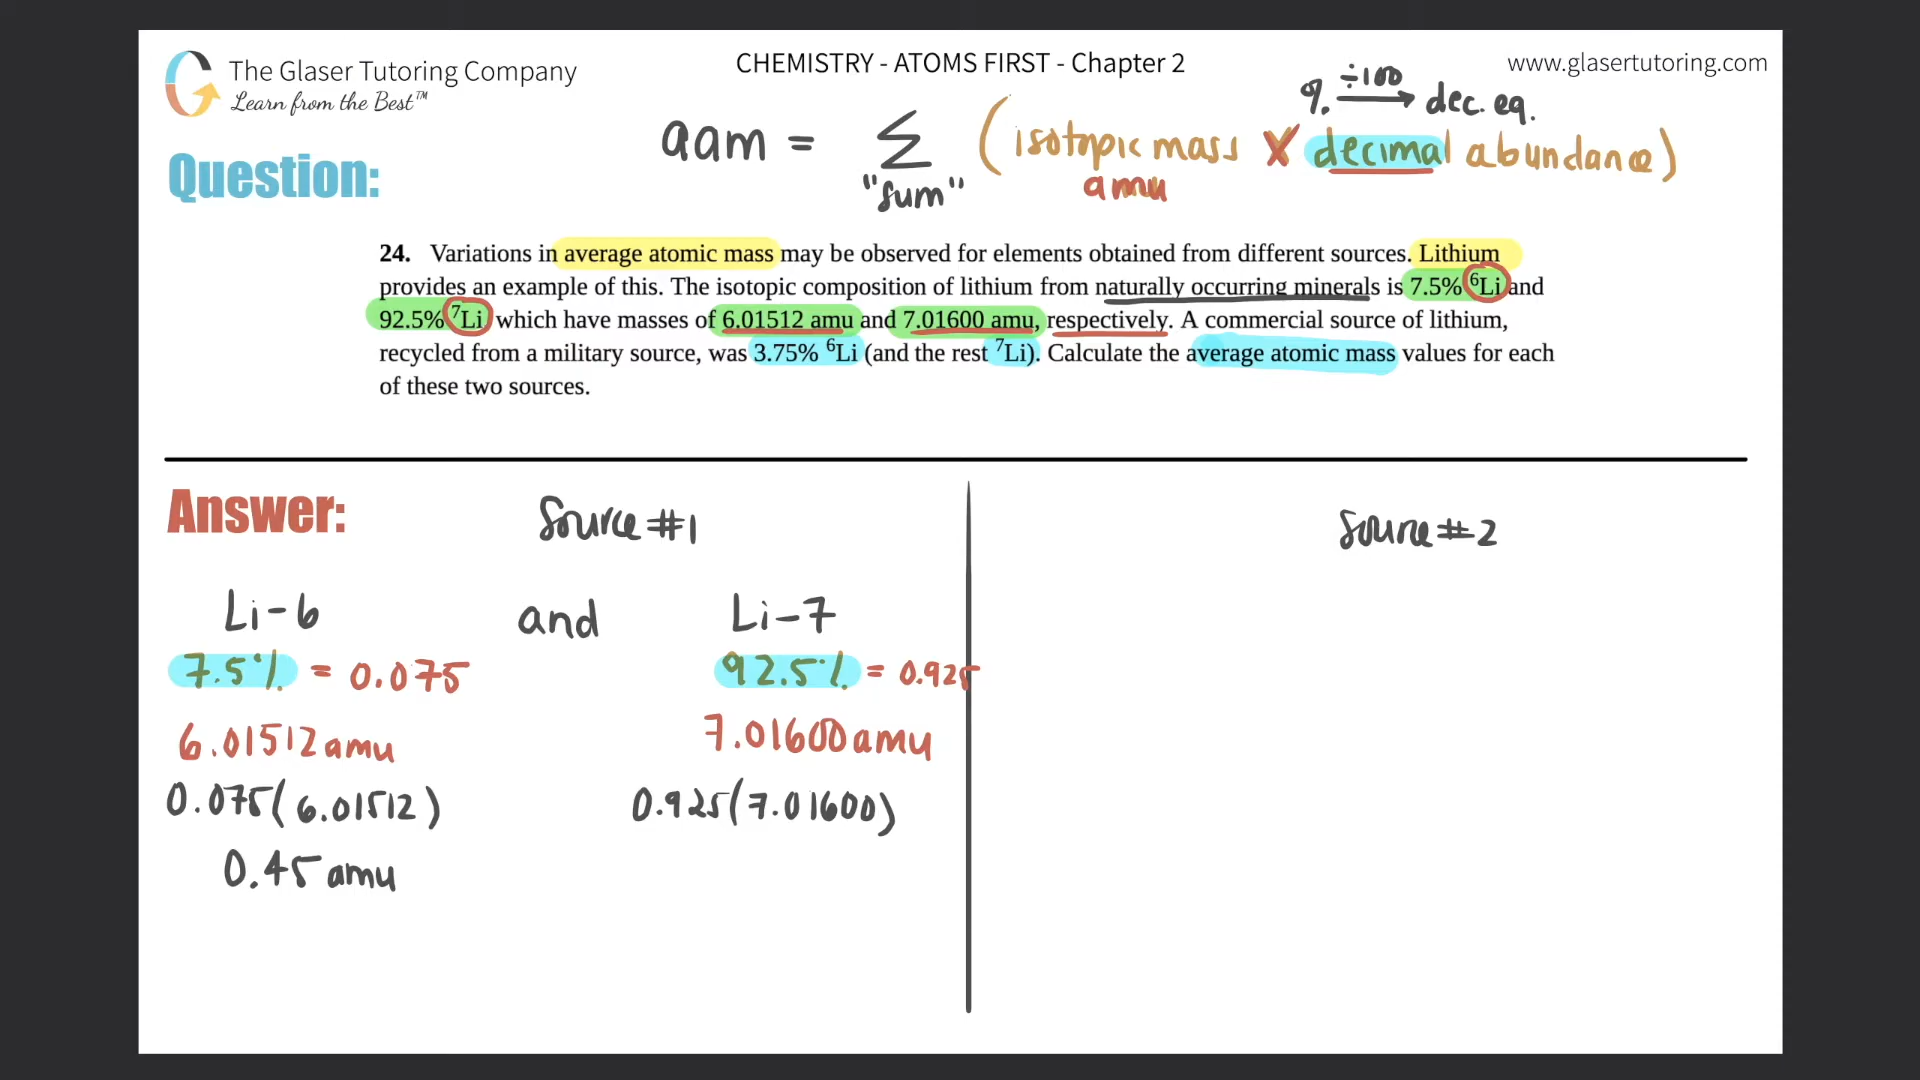 The Glaser Tutoring Company
Learn from the Best™
CHEMISTRY - ATOMS FIRST - Chapter 2
www.glasertutoring.com
% ÷100 → dec. eq.
aam = Σ (isotopic mass X decimal abundance)
"sum" amu
Question:
24. Variations in average atomic mass may be observed for elements obtained from different sources. Lithium
provides an example of this. The isotopic composition of lithium from naturally occurring minerals is 7.5% ⁶Li and
92.5% ⁷Li, which have masses of 6.01512 amu and 7.01600 amu, respectively. A commercial source of lithium,
recycled from a military source, was 3.75% ⁶Li (and the rest ⁷Li). Calculate the average atomic mass values for each
of these two sources.
Answer:
Source #1
Source #2
Li-6 and Li-7
7.5% = 0.075
92.5% = 0.925
6.01512 amu
7.01600 amu
0.075(6.01512)
0.925(7.01600)
0.45 amu